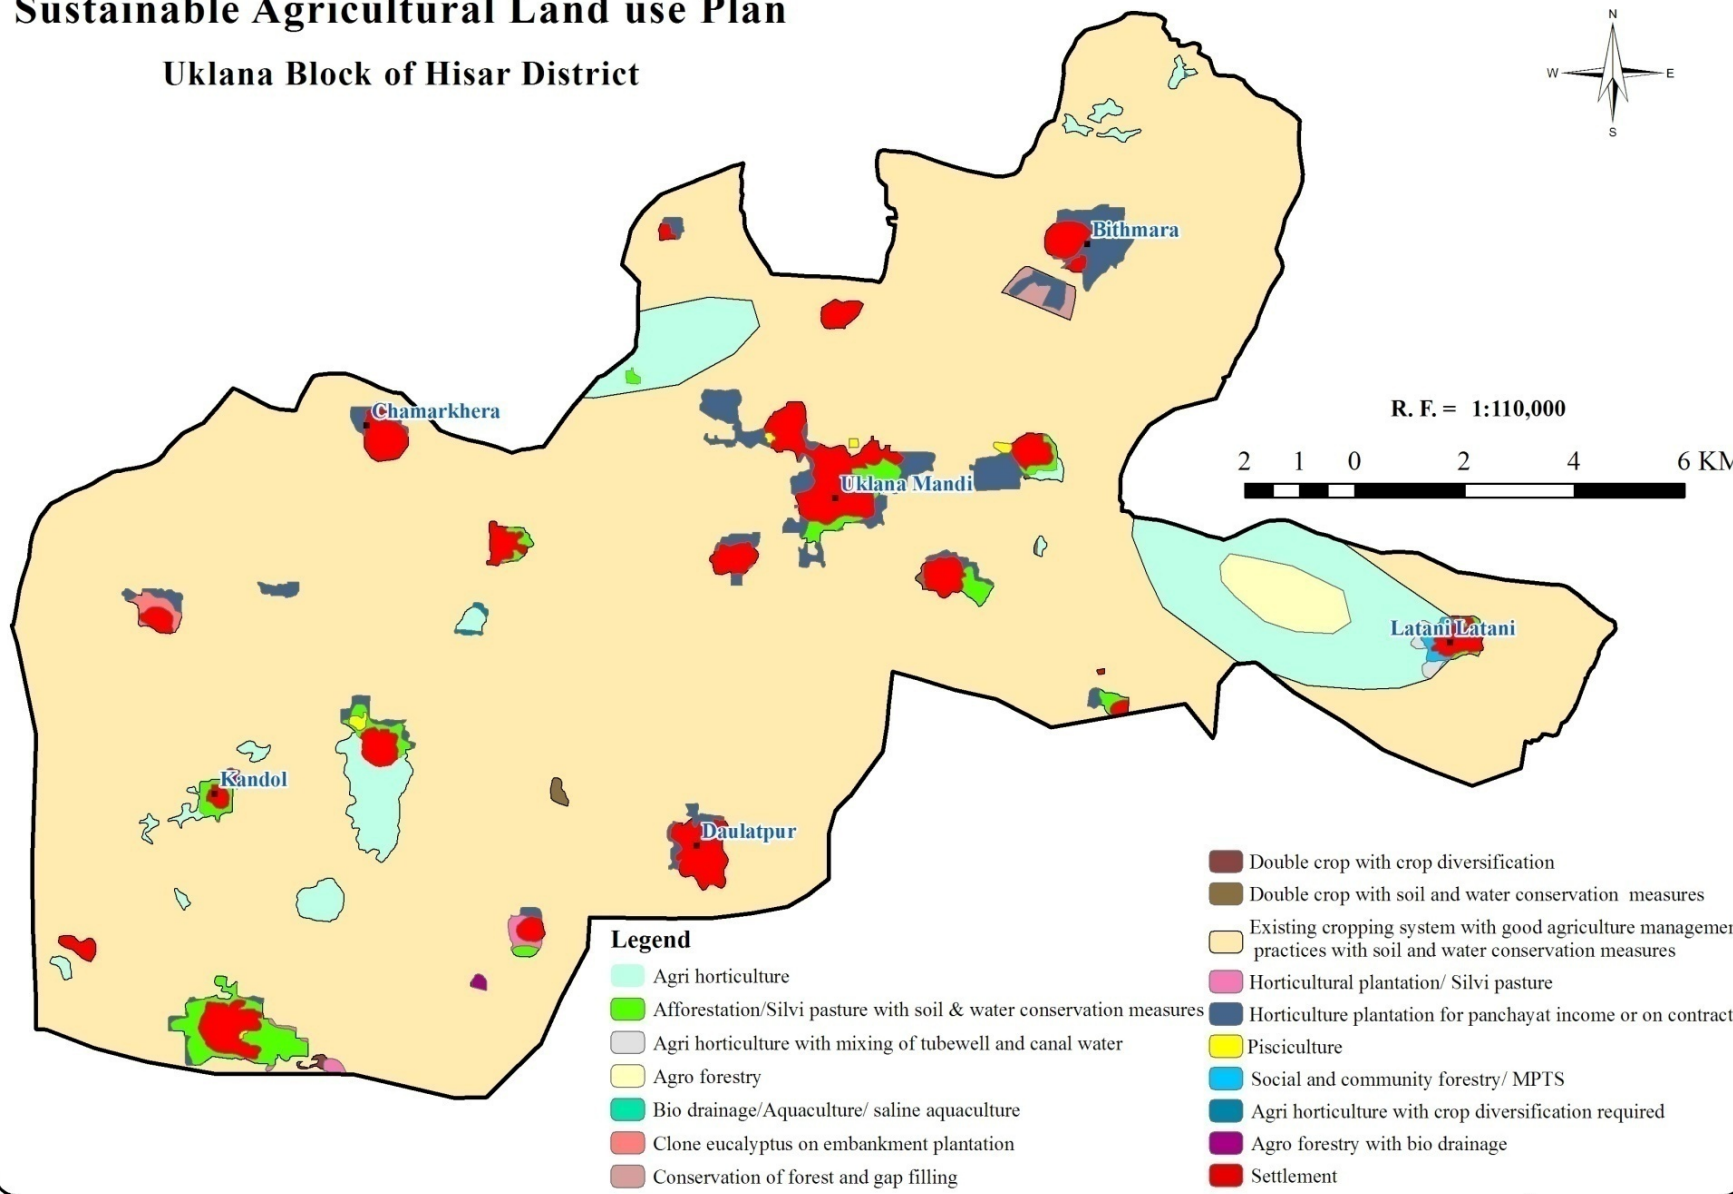 Sustainable Agricultural Land use Plan
Uklana Block of Hisar District
N
W E
S
Bithmara
R. F. = 1:110,000
2 1 0 2 4 6 KM
Chamarkhera
Uklana Mandi
Latani Latani
Kandol
Daulatpur
Legend
Agri horticulture
Afforestation/Silvi pasture with soil & water conservation measures
Agri horticulture with mixing of tubewell and canal water
Agro forestry
Bio drainage/Aquaculture/ saline aquaculture
Clone eucalyptus on embankment plantation
Conservation of forest and gap filling
Double crop with crop diversification
Double crop with soil and water conservation measures
Existing cropping system with good agriculture managemen
practices with soil and water conservation measures
Horticultural plantation/ Silvi pasture
Horticulture plantation for panchayat income or on contract
Pisciculture
Social and community forestry/ MPTS
Agri horticulture with crop diversification required
Agro forestry with bio drainage
Settlement